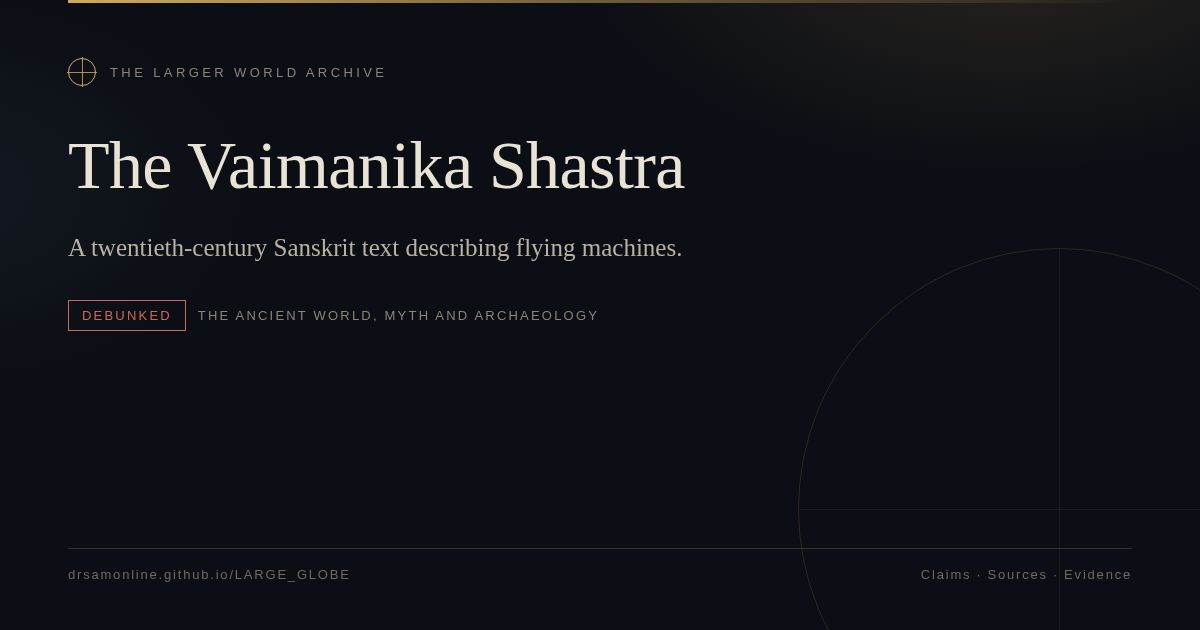 THE LARGER WORLD ARCHIVE
The Vaimanika Shastra
A twentieth-century Sanskrit text describing flying machines.
DEBUNKED THE ANCIENT WORLD, MYTH AND ARCHAEOLOGY
drsamonline.github.io/LARGE_GLOBE Claims · Sources · Evidence